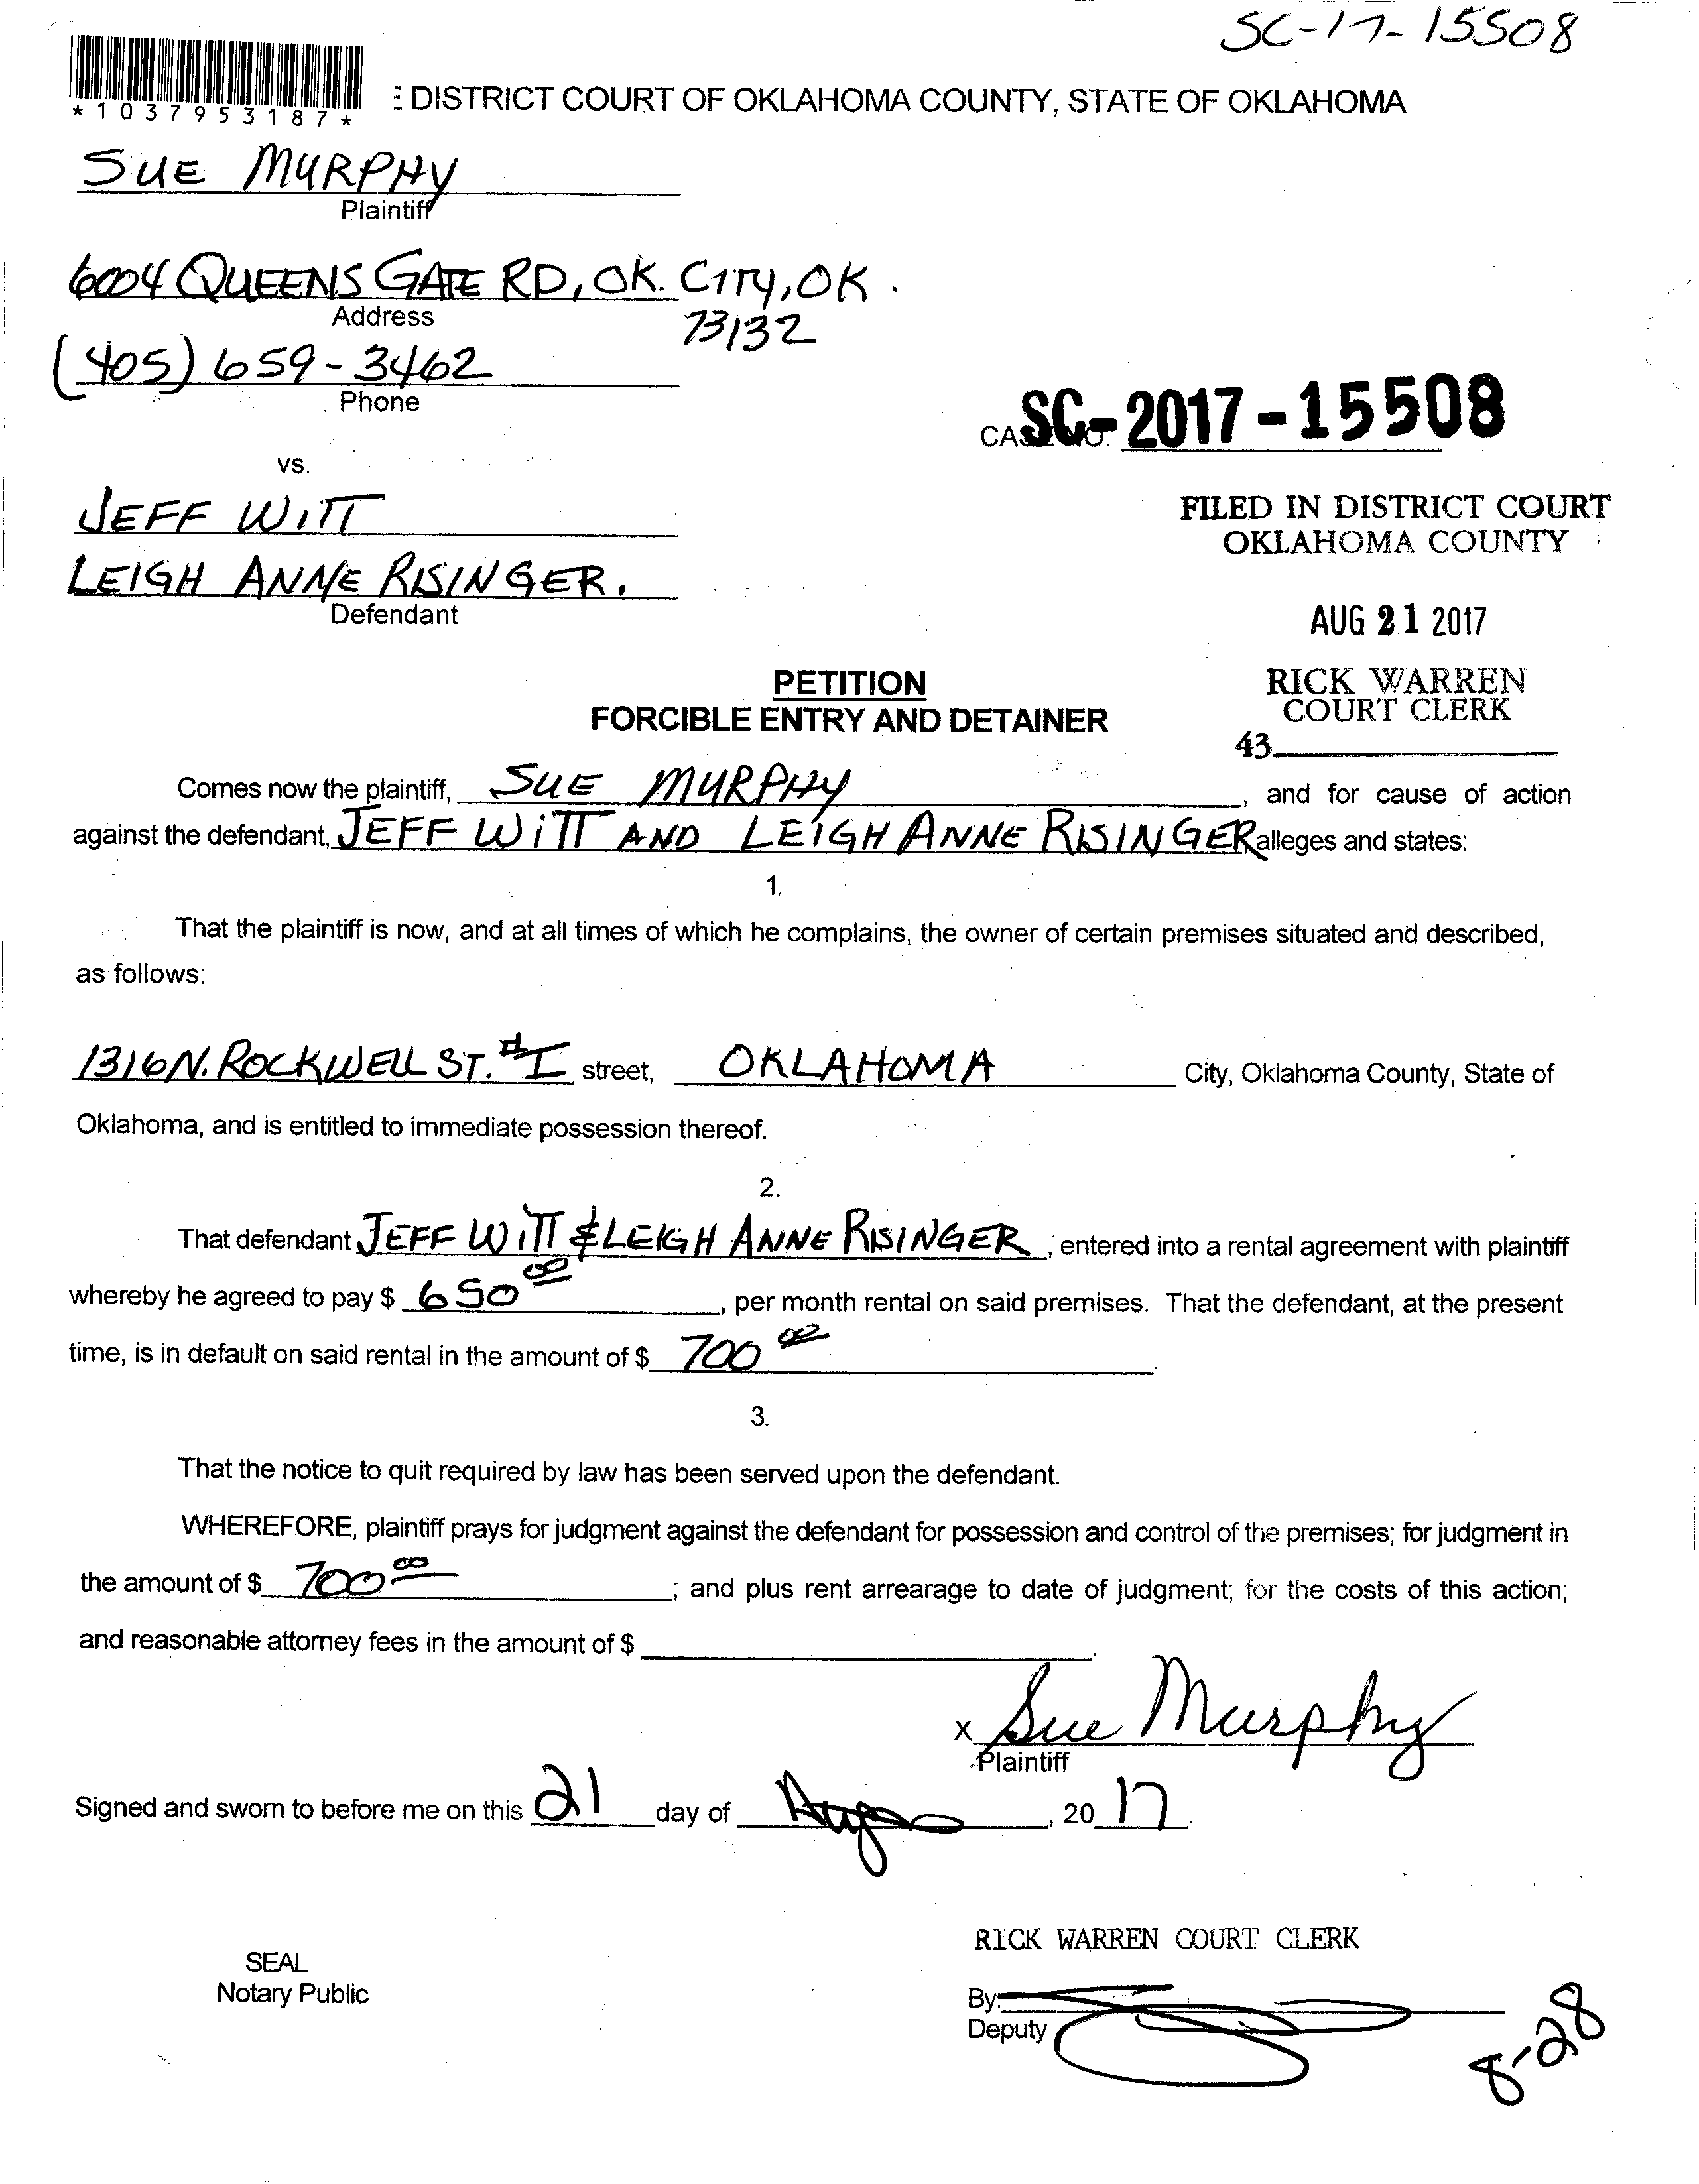 SC-17-15508
*1037953187*
E DISTRICT COURT OF OKLAHOMA COUNTY, STATE OF OKLAHOMA
SUE MURPHY
Plaintiff
6004 QUEENS GATE RD, OK. CITY, OK.
Address
73132
(405) 659-3462
Phone
CASE NO. SC-2017-15508
vs.
JEFF WITT
FILED IN DISTRICT COURT
OKLAHOMA COUNTY
LEIGH ANNE RISINGER.
Defendant
AUG 21 2017
PETITION
FORCIBLE ENTRY AND DETAINER
RICK WARREN
COURT CLERK
43
Comes now the plaintiff, SUE MURPHY, and for cause of action
against the defendant, JEFF WITT AND LEIGH ANNE RISINGER alleges and states:
1.
That the plaintiff is now, and at all times of which he complains, the owner of certain premises situated and described,
as follows:
1316 N. ROCKWELL ST. #I street, OKLAHOMA City, Oklahoma County, State of
Oklahoma, and is entitled to immediate possession thereof.
2.
That defendant JEFF WITT & LEIGH ANNE RISINGER, entered into a rental agreement with plaintiff
whereby he agreed to pay $ 650 00, per month rental on said premises. That the defendant, at the present
time, is in default on said rental in the amount of $ 700 00.
3.
That the notice to quit required by law has been served upon the defendant.
WHEREFORE, plaintiff prays for judgment against the defendant for possession and control of the premises; for judgment in
the amount of $ 700 00; and plus rent arrearage to date of judgment; for the costs of this action;
and reasonable attorney fees in the amount of $ .
x Sue Murphy
Plaintiff
Signed and sworn to before me on this 21 day of , 20 17.
RICK WARREN COURT CLERK
SEAL
Notary Public
By:
Deputy
8-28